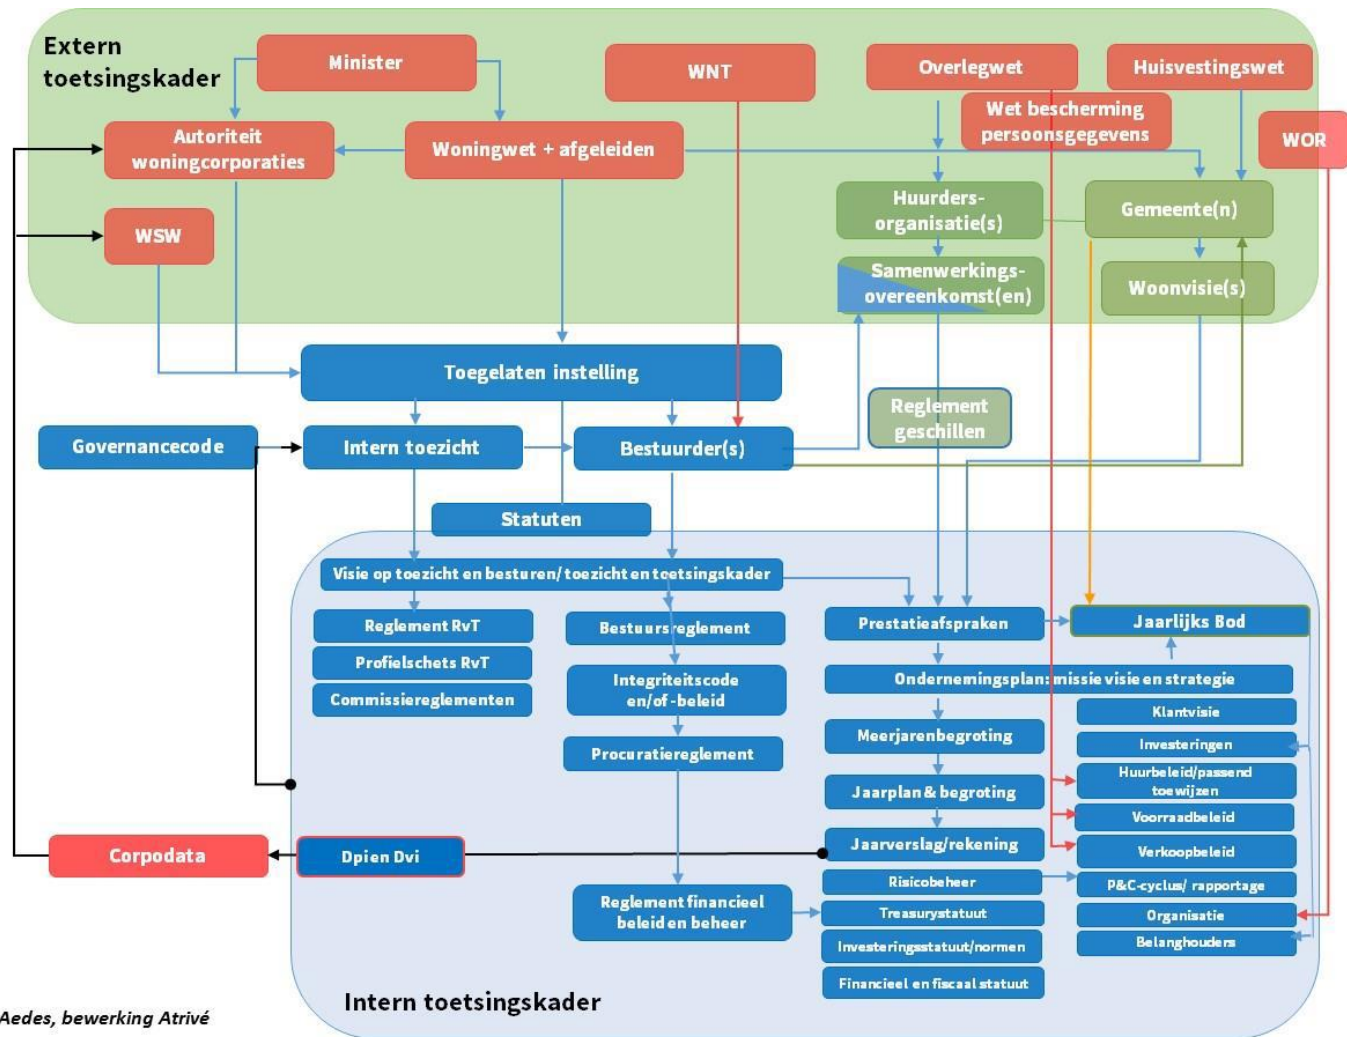 Extern
toetsingskader
Minister
WNT
Overlegwet
Huisvestingswet
Wet bescherming
persoonsgegevens
WOR
Autoriteit
woningcorporaties
Woningwet + afgeleiden
Huurders-
organisatie(s)
Gemeente(n)
WSW
Samenwerkings-
overeenkomst(en)
Woonvisie(s)
Toegelaten instelling
Reglement
geschillen
Governancecode
Intern toezicht
Bestuurder(s)
Statuten
Visie op toezicht en besturen/ toezicht en toetsingskader
Reglement RvT
Profielschets RvT
Commissiereglementen
Bestuursreglement
Integriteitscode
en/of -beleid
Procuratiereglement
Prestatieafspraken
Jaarlijks Bod
Ondernemingsplan: missie visie en strategie
Klantvisie
Meerjarenbegroting
Investeringen
Huurbeleid/passend
toewijzen
Jaarplan & begroting
Voorraadbeleid
Jaarverslag/rekening
Verkoopbeleid
Corpodata
Dpi en Dvi
Risicobeheer
P&C-cyclus/ rapportage
Reglement financieel
beleid en beheer
Treasurystatuut
Organisatie
Investeringsstatuut/normen
Belanghouders
Financieel en fiscaal statuut
Intern toetsingskader
Aedes, bewerking Atrivé